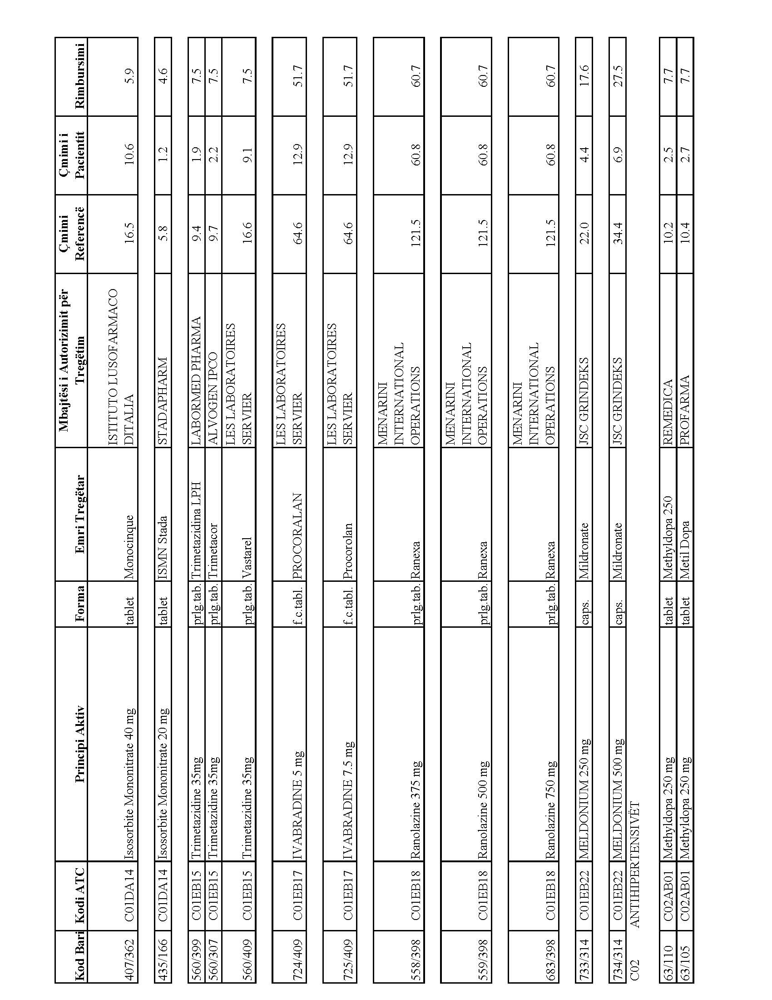 Kod Bari Kodi ATC Principi Aktiv Forma Emri Tregëtar Mbajtësi i Autorizimit për Tregëtim Çmimi Referencë Çmimi i Pacientit Rimbursimi
407/362 C01DA14 Isosorbite Mononitrate 40 mg tablet Monocinque ISTITUTO LUSOFARMACO DITALIA 16.5 10.6 5.9
435/166 C01DA14 Isosorbite Mononitrate 20 mg tablet ISMN Stada STADAPHARM 5.8 1.2 4.6
560/399 C01EB15 Trimetazidine 35mg prlg.tab. Trimetazidina LPH LABORMED PHARMA 9.4 1.9 7.5
560/307 C01EB15 Trimetazidine 35mg prlg.tab. Trimetacor ALVOGEN IPCO 9.7 2.2 7.5
560/409 C01EB15 Trimetazidine 35mg prlg.tab. Vastarel LES LABORATOIRES SERVIER 16.6 9.1 7.5
724/409 C01EB17 IVABRADINE 5 mg f.c.tabl. PROCORALAN LES LABORATOIRES SERVIER 64.6 12.9 51.7
725/409 C01EB17 IVABRADINE 7.5 mg f.c.tabl. Procorolan LES LABORATOIRES SERVIER 64.6 12.9 51.7
558/398 C01EB18 Ranolazine 375 mg prlg.tab. Ranexa MENARINI INTERNATIONAL OPERATIONS 121.5 60.8 60.7
559/398 C01EB18 Ranolazine 500 mg prlg.tab. Ranexa MENARINI INTERNATIONAL OPERATIONS 121.5 60.8 60.7
683/398 C01EB18 Ranolazine 750 mg prlg.tab. Ranexa MENARINI INTERNATIONAL OPERATIONS 121.5 60.8 60.7
733/314 C01EB22 MELDONIUM 250 mg caps. Mildronate JSC GRINDEKS 22.0 4.4 17.6
734/314 C01EB22 MELDONIUM 500 mg caps. Mildronate JSC GRINDEKS 34.4 6.9 27.5
C02 ANTIHIPERTENSIVËT
63/110 C02AB01 Methyldopa 250 mg tablet Methyldopa 250 REMEDICA 10.2 2.5 7.7
63/105 C02AB01 Methyldopa 250 mg tablet Metil Dopa PROFARMA 10.4 2.7 7.7